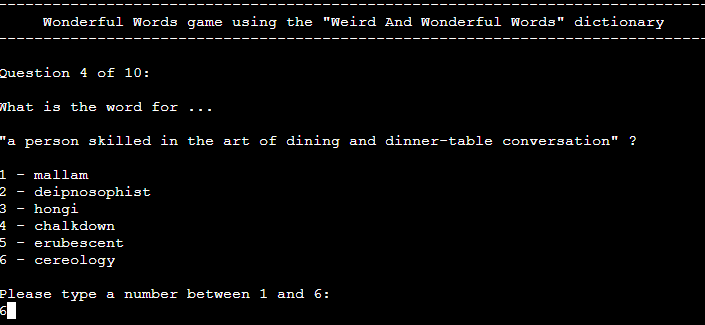 Wonderful Words game using the "Weird And Wonderful Words" dictionary
Question 4 of 10:
What is the word for ...
"a person skilled in the art of dining and dinner-table conversation" ?
1 - mallam
2 - deipnosophist
3 - hongi
4 - chalkdown
5 - erubescent
6 - cereology
Please type a number between 1 and 6:
6